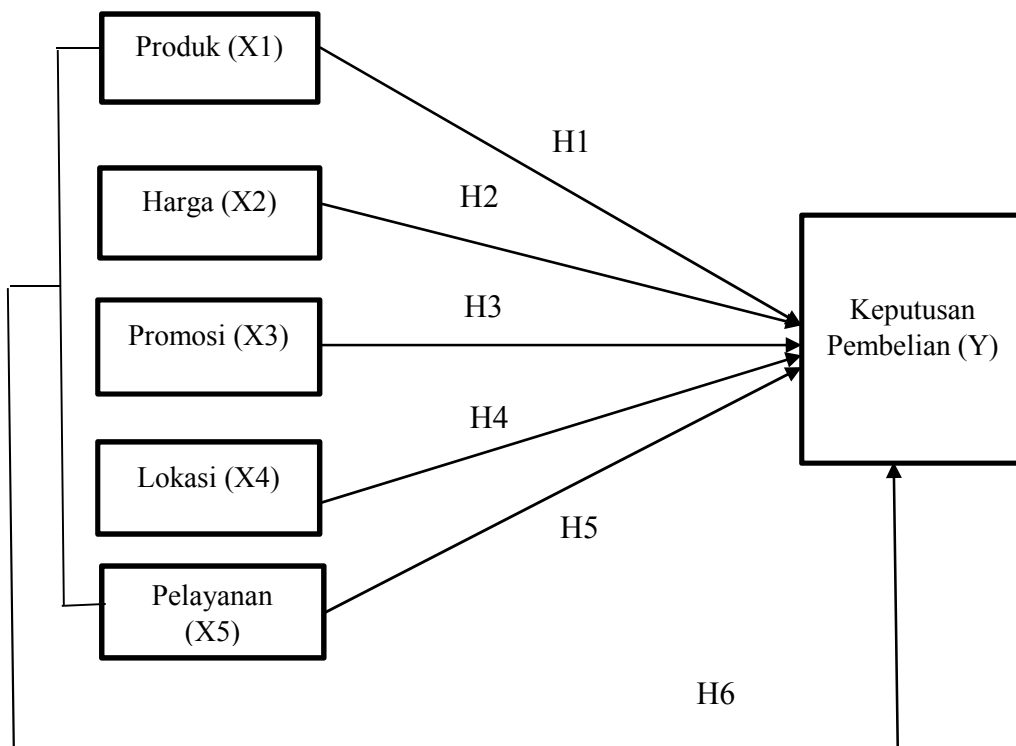 Produk (X1)
H1
Harga (X2)
H2
Promosi (X3)
H3
Keputusan
Pembelian (Y)
Lokasi (X4)
H4
H5
Pelayanan
(X5)
H6